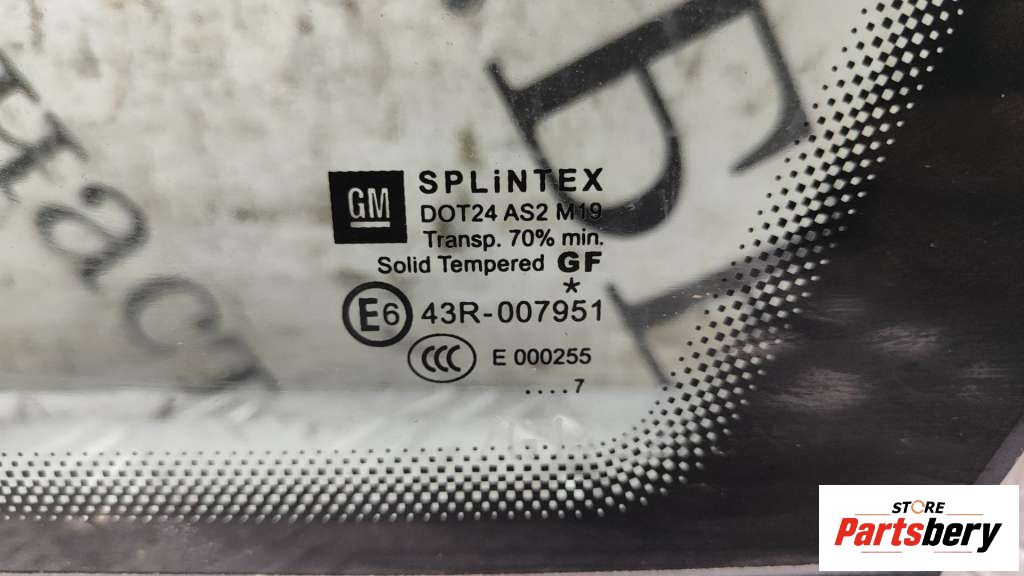 GM
SPLiNTEX
DOT24 AS2 M19
Transp. 70% min.
Solid Tempered GF
*
E6 43R-007951
CCC E 000255
....7
STORE
Partsbery